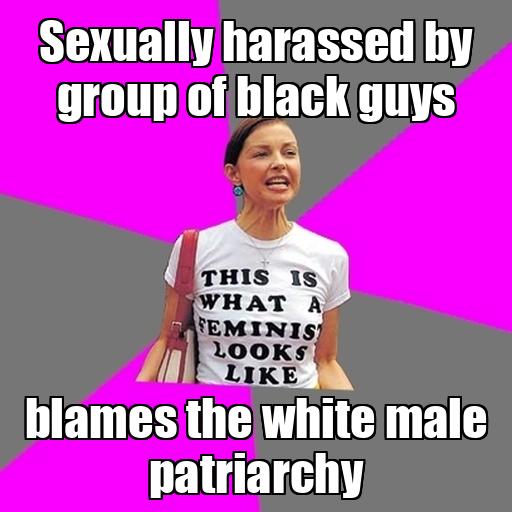 Sexually harassed by
group of black guys
THIS IS
WHAT A
FEMINIST
LOOKS
LIKE
blames the white male
patriarchy